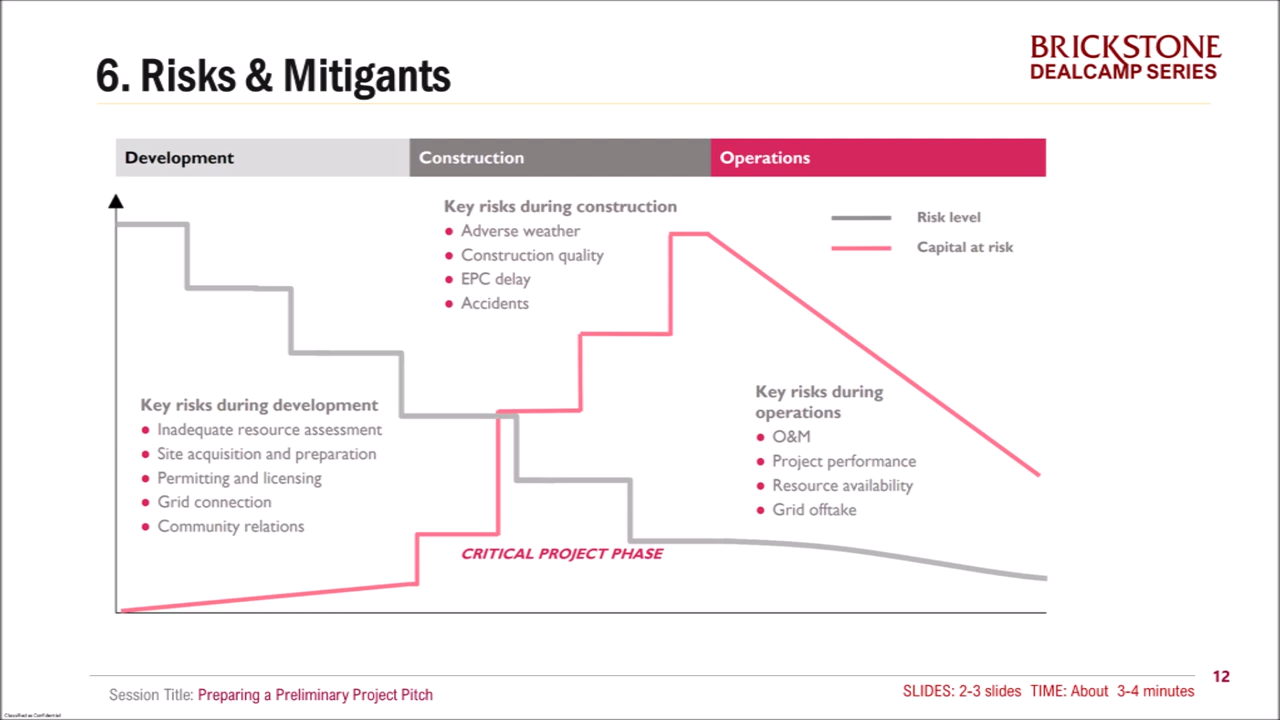 6. Risks & Mitigants
BRICKSTONE
DEALCAMP SERIES
Development
Construction
Operations
Key risks during construction
Adverse weather
Construction quality
EPC delay
Accidents
Risk level
Capital at risk
Key risks during development
Inadequate resource assessment
Site acquisition and preparation
Permitting and licensing
Grid connection
Community relations
Key risks during
operations
O&M
Project performance
Resource availability
Grid offtake
CRITICAL PROJECT PHASE
Session Title: Preparing a Preliminary Project Pitch
SLIDES: 2-3 slides TIME: About 3-4 minutes
12
Classified as Confidential